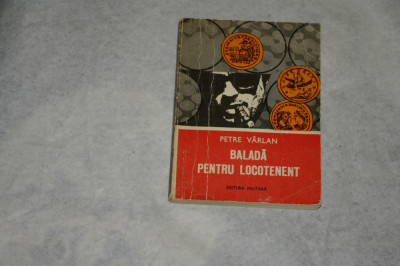 PETRE VÂRLAN
BALADĂ
PENTRU LOCOTENENT
EDITURA MILITARĂ